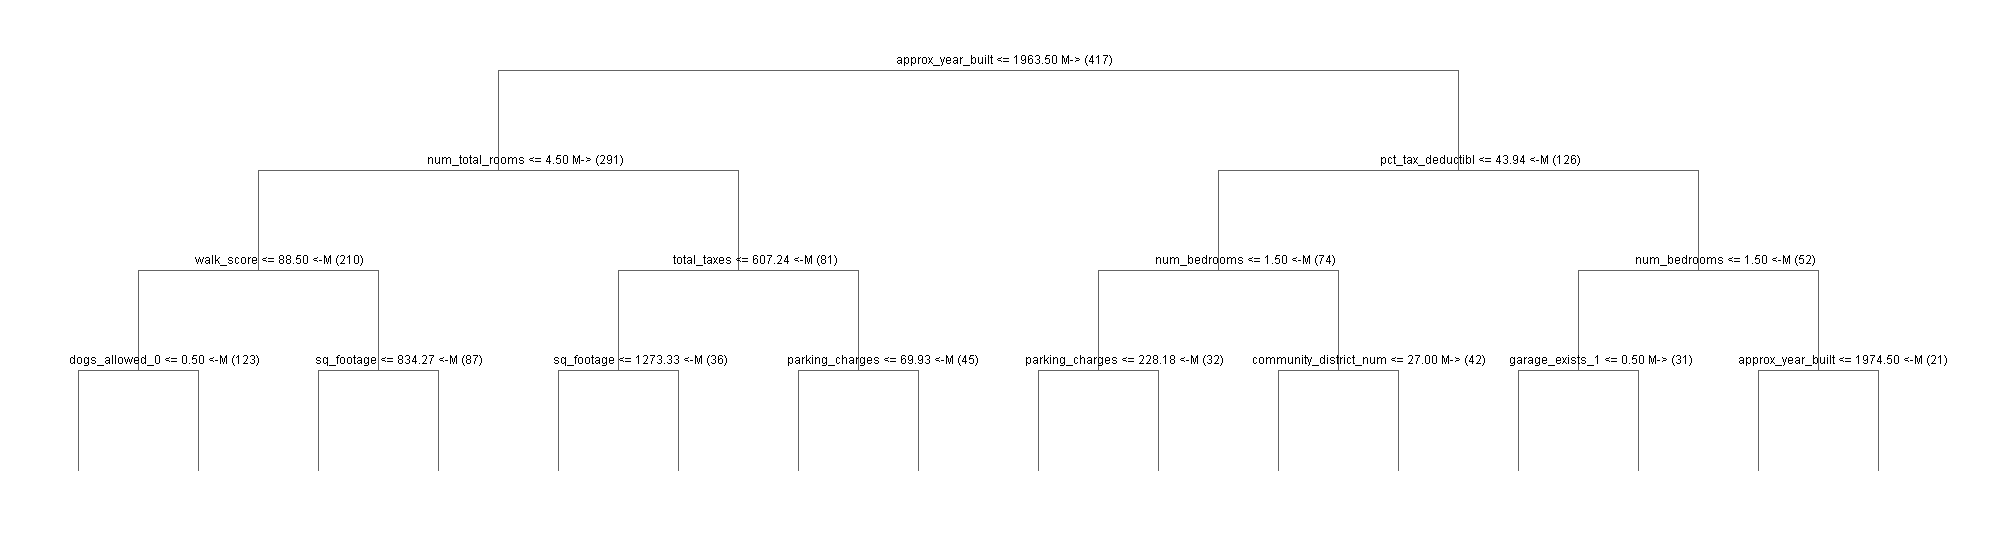 approx_year_built <= 1963.50 M-> (417)
num_total_rooms <= 4.50 M-> (291)
pct_tax_deductibl <= 43.94 <-M (126)
walk_score <= 88.50 <-M (210)
total_taxes <= 607.24 <-M (81)
num_bedrooms <= 1.50 <-M (74)
num_bedrooms <= 1.50 <-M (52)
dogs_allowed_0 <= 0.50 <-M (123)
sq_footage <= 834.27 <-M (87)
sq_footage <= 1273.33 <-M (36)
parking_charges <= 69.93 <-M (45)
parking_charges <= 228.18 <-M (32)
community_district_num <= 27.00 M-> (42)
garage_exists_1 <= 0.50 M-> (31)
approx_year_built <= 1974.50 <-M (21)